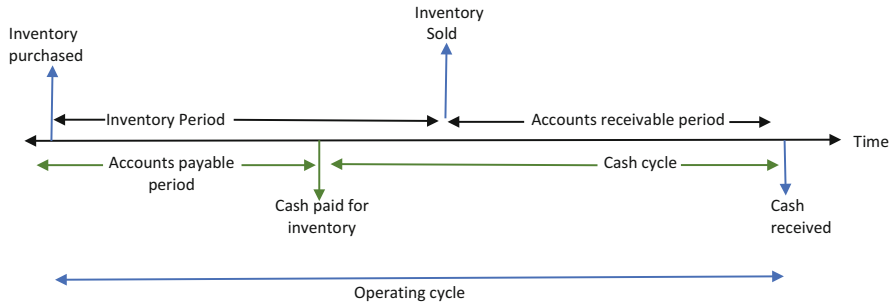 Inventory
Sold
Inventory
purchased
Inventory Period
Accounts receivable period
Time
Accounts payable
period
Cash cycle
Cash paid for
inventory
Cash
received
Operating cycle